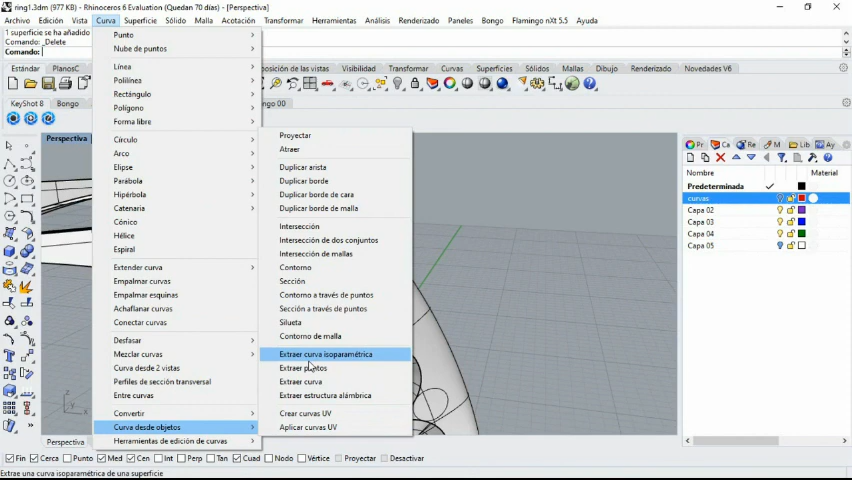 ring1.3dm (977 KB) - Rhinoceros 6 Evaluation (Quedan 70 días) - [Perspectiva]
Archivo Edición Vista Curva Superficie Sólido Malla Acotación Transformar Herramientas Análisis Renderizado Paneles Bongo Flamingo nXt 5.5 Ayuda
1 superficie se ha añadido
Comando: _Delete
Comando:
Estándar PlanosC osición de las vistas Visibilidad Transformar Curvas Superficies Sólidos Mallas Dibujo Renderizado Novedades V6
KeyShot 8 Bongo ngo 00
Perspectiva
Punto
Nube de puntos
Línea
Polilínea
Rectángulo
Polígono
Forma libre
Círculo
Arco
Elipse
Parábola
Hipérbola
Catenaria
Cónico
Hélice
Espiral
Extender curva
Empalmar curvas
Empalmar esquinas
Achaflanar curvas
Conectar curvas
Desfasar
Mezclar curvas
Curva desde 2 vistas
Perfiles de sección transversal
Entre curvas
Convertir
Curva desde objetos
Herramientas de edición de curvas
Proyectar
Atraer
Duplicar arista
Duplicar borde
Duplicar borde de cara
Duplicar borde de malla
Intersección
Intersección de dos conjuntos
Intersección de mallas
Contorno
Sección
Contorno a través de puntos
Sección a través de puntos
Silueta
Contorno de malla
Extraer curva isoparamétrica
Extraer puntos
Extraer curva
Extraer estructura alámbrica
Crear curvas UV
Aplicar curvas UV
Pr Ca Re M Lib Ay
Nombre Material
Predeterminada
curvas
Capa 02
Capa 03
Capa 04
Capa 05
z y x
Perspectiva
Fin Cerca Punto Med Cen Int Perp Tan Cuad Nodo Vértice Proyectar Desactivar
Extrae una curva isoparamétrica de una superficie